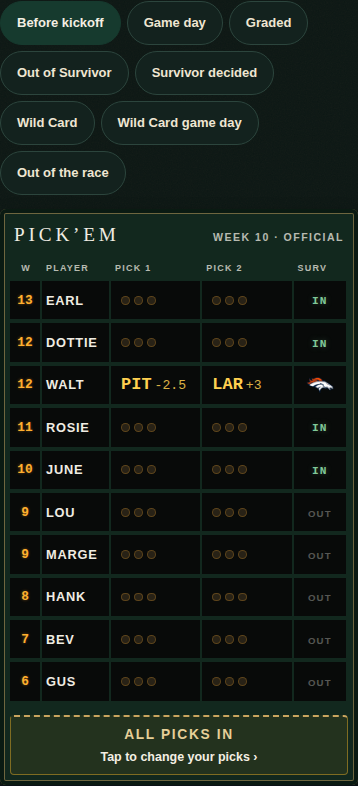 Before kickoff
Game day
Graded
Out of Survivor
Survivor decided
Wild Card
Wild Card game day
Out of the race
PICK’EM
WEEK 10 · OFFICIAL
W PLAYER PICK 1 PICK 2 SURV
13 EARL IN
12 DOTTIE IN
12 WALT PIT -2.5 LAR +3
11 ROSIE IN
10 JUNE IN
9 LOU OUT
9 MARGE OUT
8 HANK OUT
7 BEV OUT
6 GUS OUT
ALL PICKS IN
Tap to change your picks ›